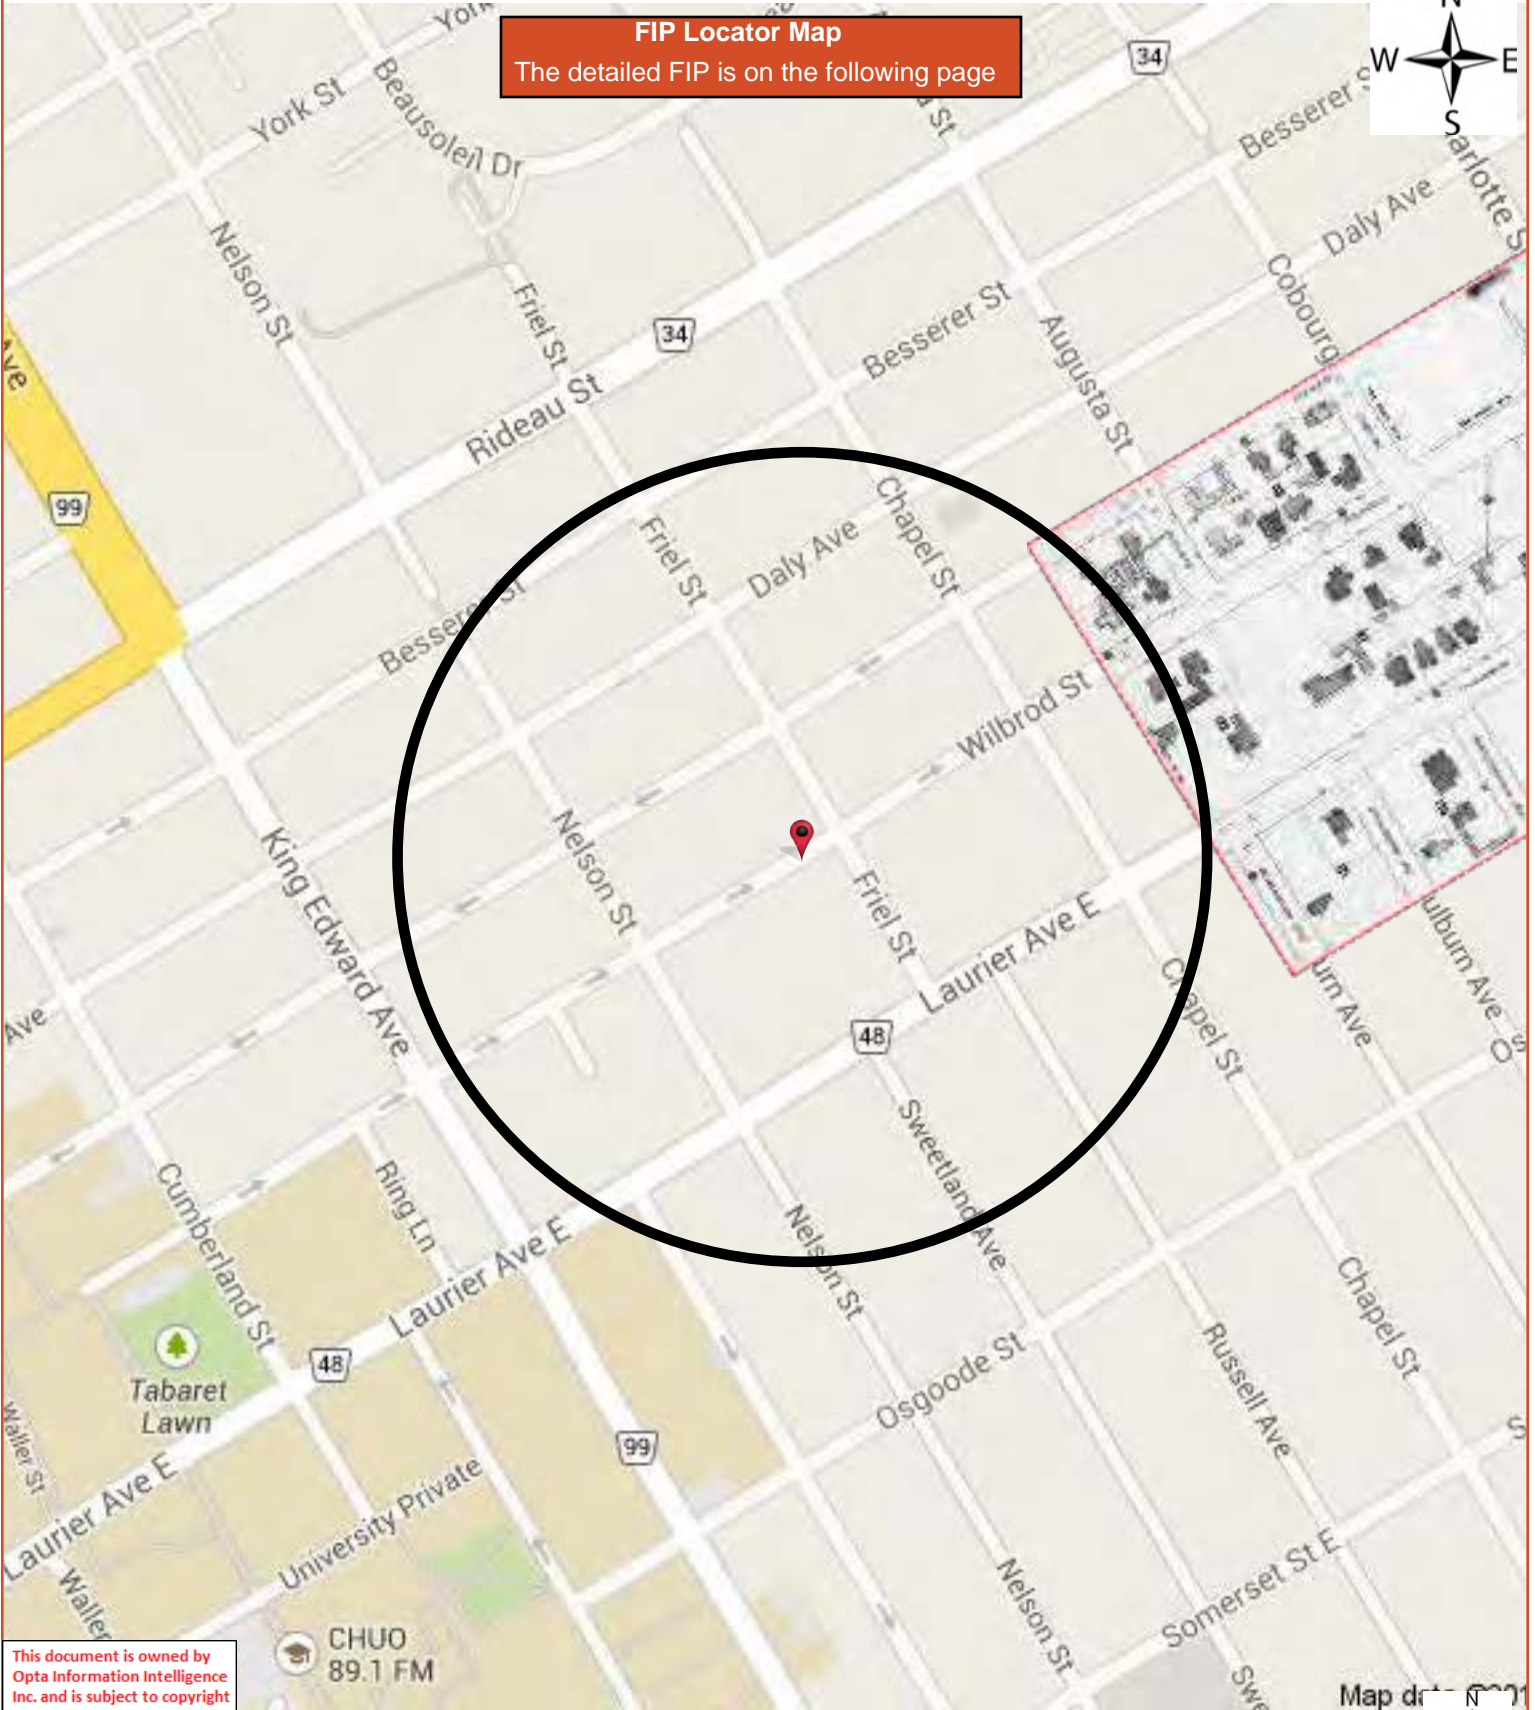 FIP Locator Map
The detailed FIP is on the following page
N
W
E
S
34
York St
Beausoleil Dr
Besserer
Daly Ave
Nelson St
Friel St
34
Besserer St
Cobourg
Augusta St
Rideau St
99
Chapel St
Friel St
Daly Ave
Besserer St
Wilbrod St
King Edward Ave
Nelson St
Friel St
Laurier Ave E
Chapel St
Ave
48
Sweetland Ave
Cumberland St
Ring Ln
Nelson St
Laurier Ave E
Chapel St
Russell Ave
Osgoode St
48
Tabaret
Lawn
Waller St
99
Laurier Ave E
University Private
Waller
Nelson St
Somerset St E
CHUO
89.1 FM
This document is owned by
Opta Information Intelligence
Inc. and is subject to copyright
N